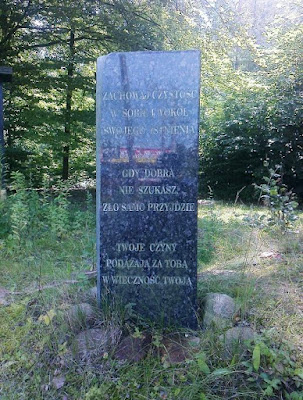 ZACHOWAJ CZYSTOŚĆ
W SOBIE I WOKÓŁ
SWOJEGO ISTNIENIA
GDY DOBRA
NIE SZUKASZ,
ZŁO SAMO PRZYJDZIE
TWOJE CZYNY
PODĄŻAJĄ ZA TOBĄ
W WIECZNOŚĆ TWOJĄ